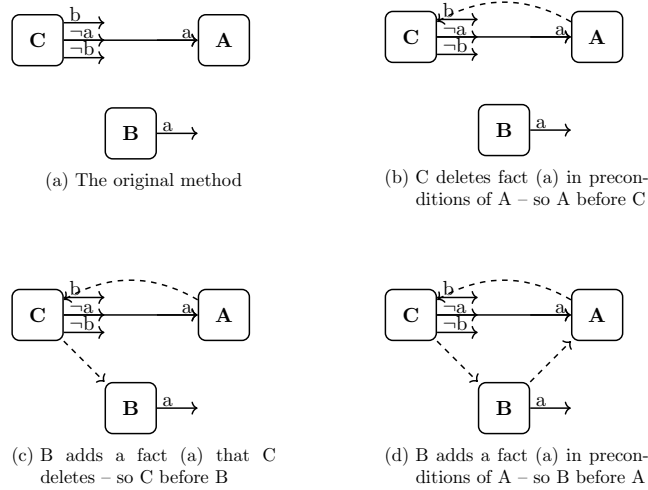 b
¬a
¬b
C
a
A
B
a
(a) The original method
b
¬a
¬b
C
a
A
B
a
(b) C deletes fact (a) in precon-
ditions of A – so A before C
b
¬a
¬b
C
a
A
B
a
(c) B adds a fact (a) that C
deletes – so C before B
b
¬a
¬b
C
a
A
B
a
(d) B adds a fact (a) in precon-
ditions of A – so B before A